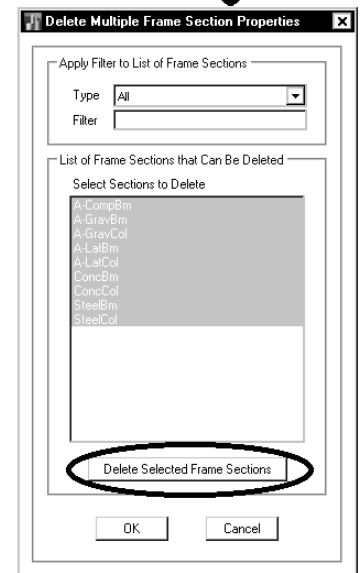 Delete Multiple Frame Section Properties
Apply Filter to List of Frame Sections
Type All
Filter
List of Frame Sections that Can Be Deleted
Select Sections to Delete
A-CompBm
A-GravBm
A-GravCol
A-LatBm
A-LatCol
ConcBm
ConcCol
SteelBm
SteelCol
Delete Selected Frame Sections
OK Cancel